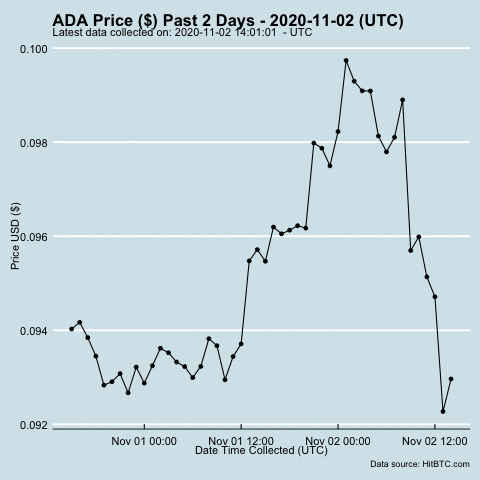 ADA Price ($) Past 2 Days - 2020-11-02 (UTC)
Latest data collected on: 2020-11-02 14:01:01 - UTC
0.100
0.098
0.096
0.094
0.092
Price USD ($)
Nov 01 00:00 Nov 01 12:00 Nov 02 00:00 Nov 02 12:00
Date Time Collected (UTC)
Data source: HitBTC.com